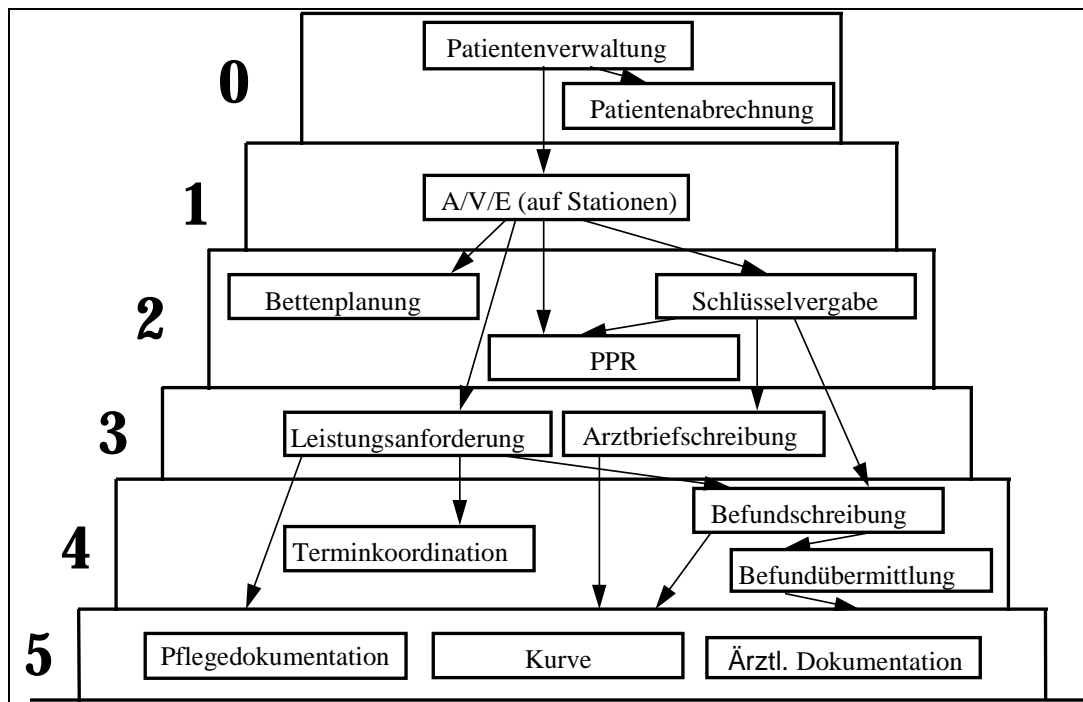 0
Patientenverwaltung
Patientenabrechnung
1
A/V/E (auf Stationen)
2
Bettenplanung
Schlüsselvergabe
PPR
3
Leistungsanforderung
Arztbriefschreibung
4
Befundschreibung
Terminkoordination
Befundübermittlung
5
Pflegedokumentation
Kurve
Ärztl. Dokumentation